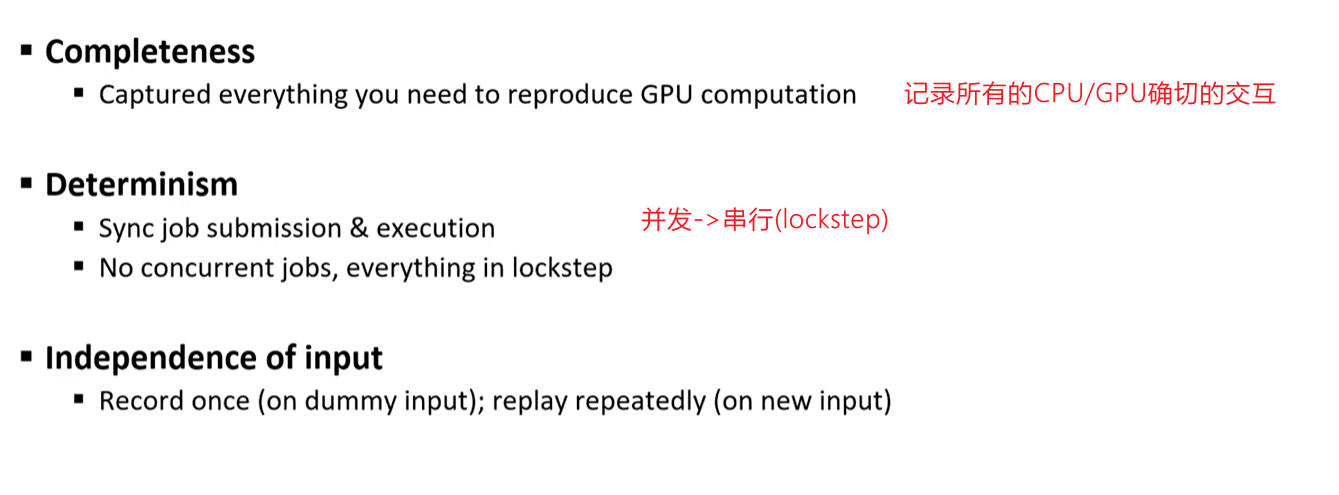 ▪ Completeness
▪ Captured everything you need to reproduce GPU computation 记录所有的CPU/GPU确切的交互
▪ Determinism
▪ Sync job submission & execution 并发->串行(lockstep)
▪ No concurrent jobs, everything in lockstep
▪ Independence of input
▪ Record once (on dummy input); replay repeatedly (on new input)